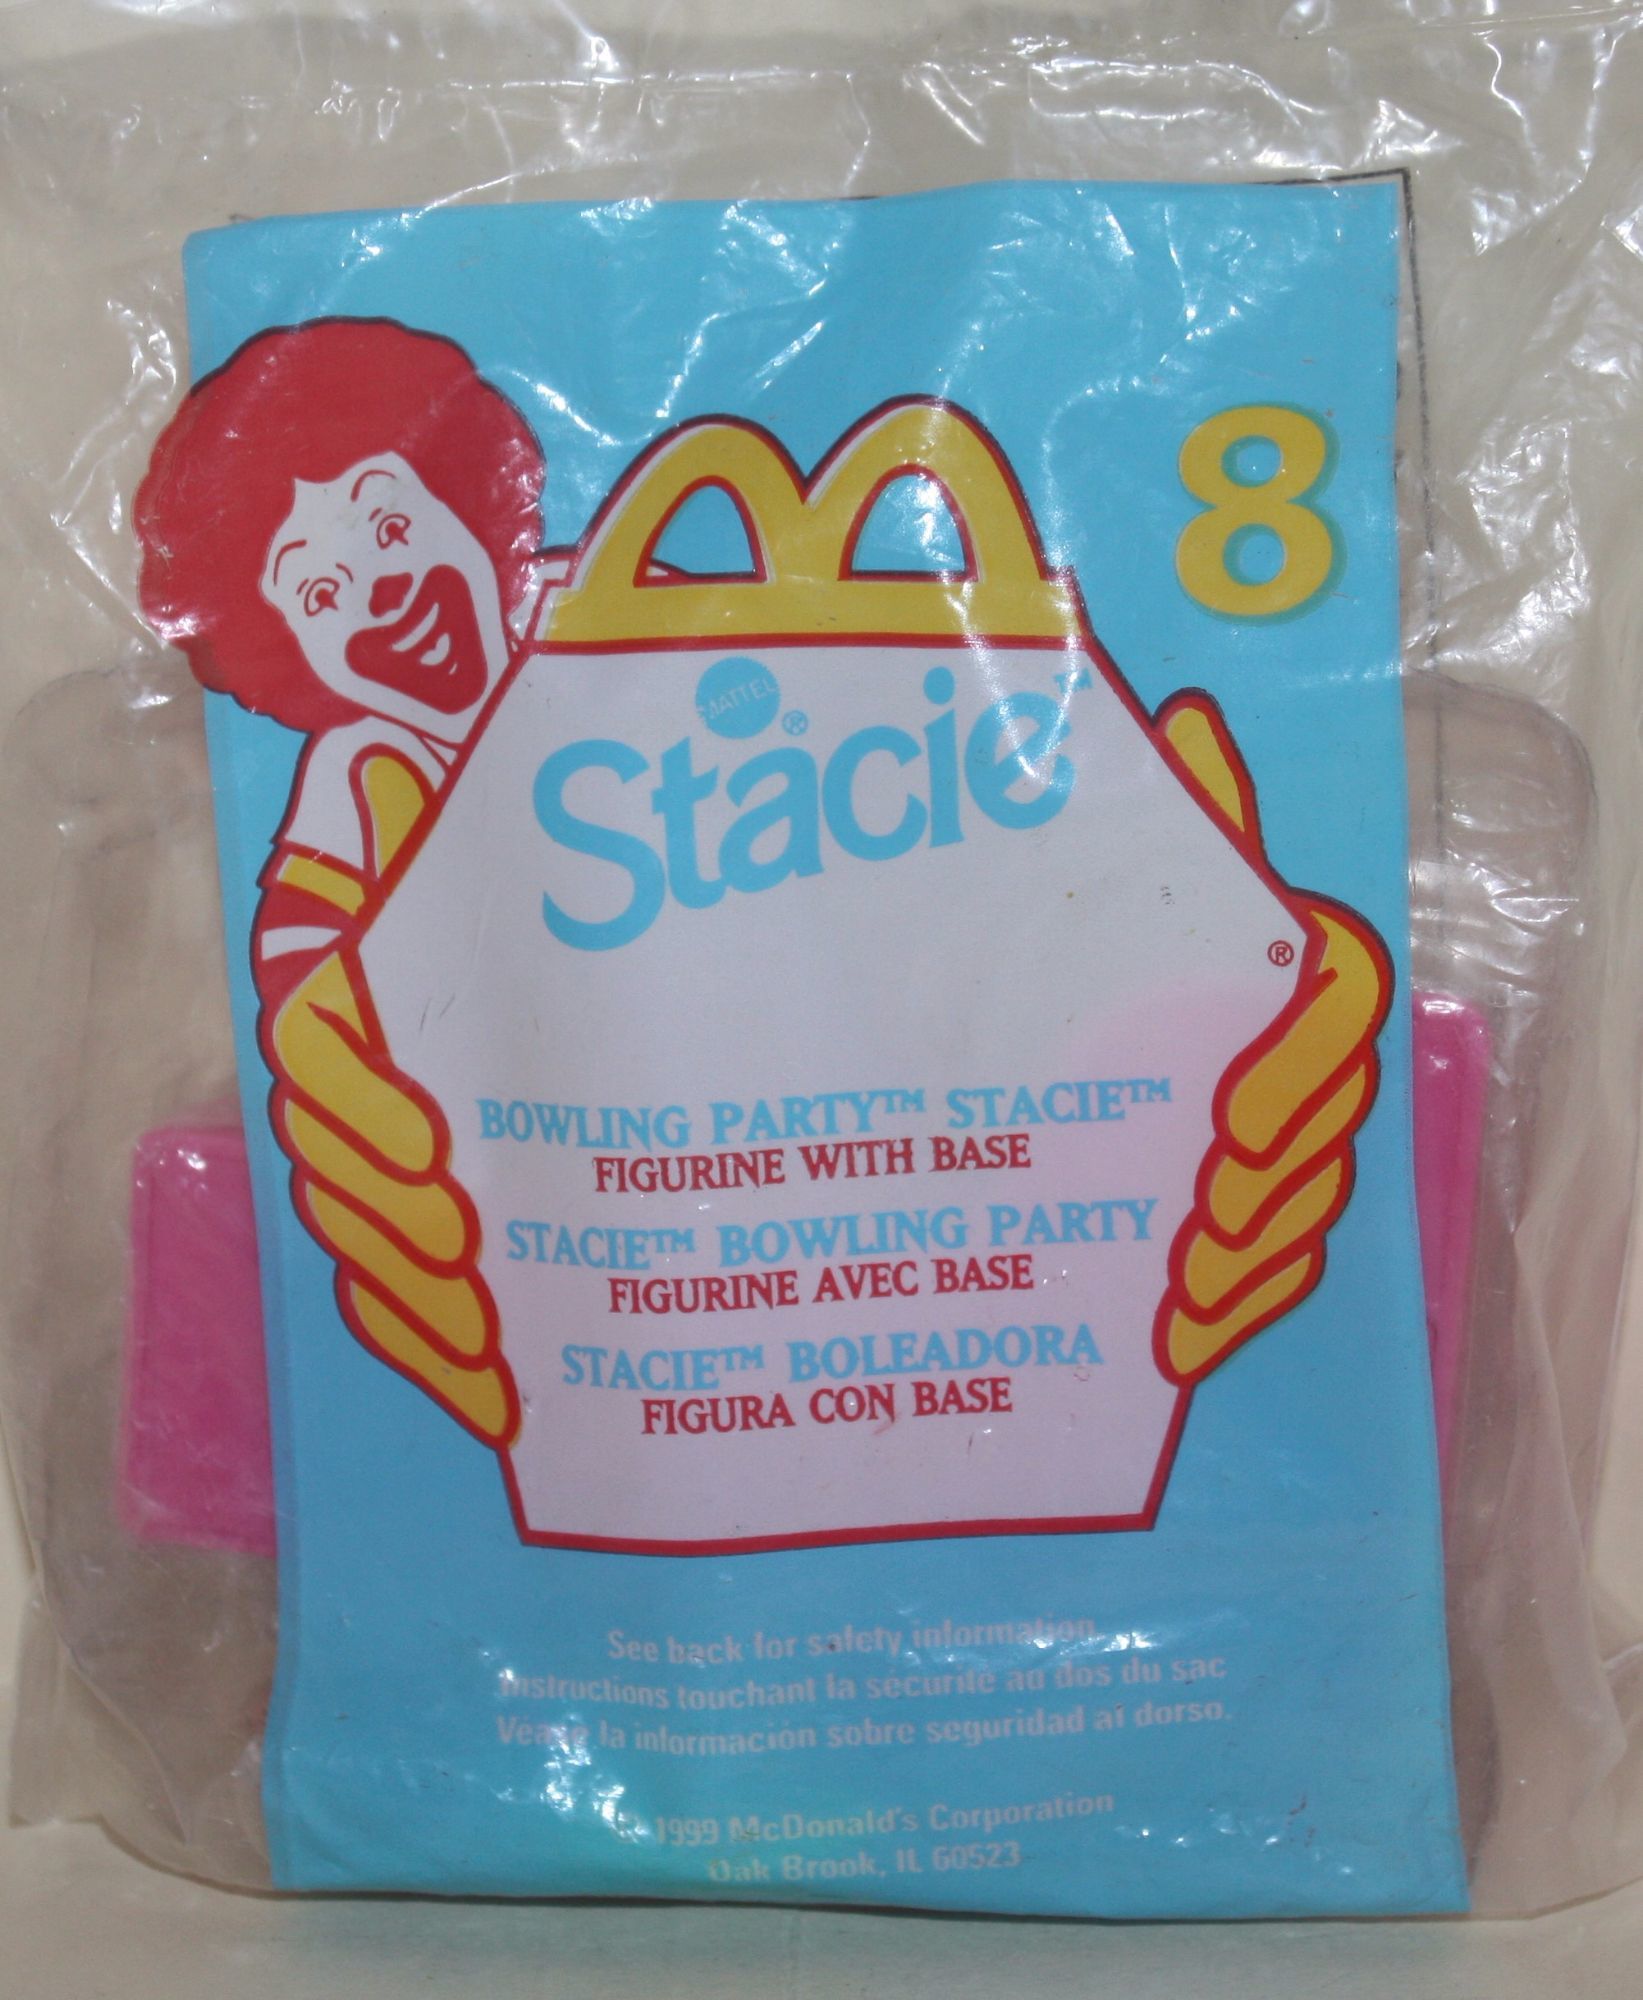 8
MATTEL
®
Stacie™
®
BOWLING PARTY™ STACIE™
FIGURINE WITH BASE
STACIE™ BOWLING PARTY
FIGURINE AVEC BASE
STACIE™ BOLEADORA
FIGURA CON BASE
See back for safety information
Instructions touchant la sécurité au dos du sac
Véase la información sobre seguridad al dorso.
© 1999 McDonald's Corporation
Oak Brook, IL 60523